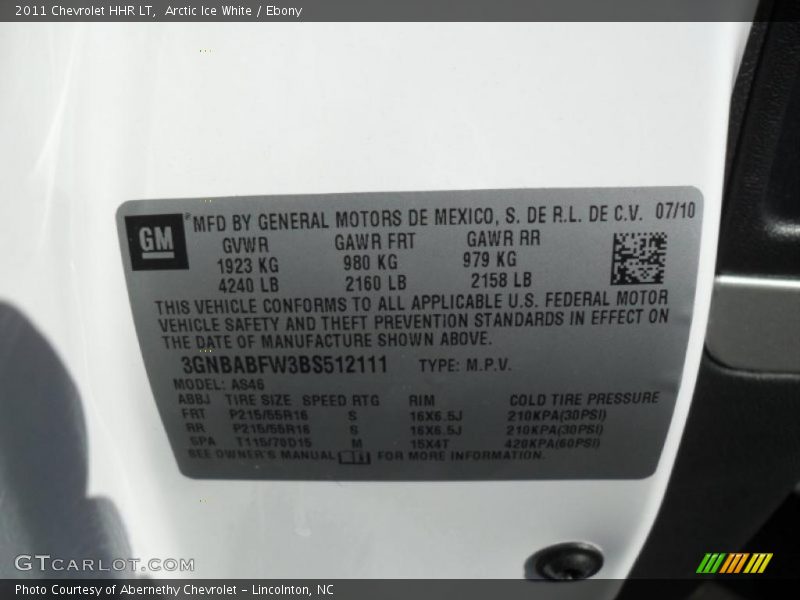 2011 Chevrolet HHR LT, Arctic Ice White / Ebony
GM
® MFD BY GENERAL MOTORS DE MEXICO, S. DE R.L. DE C.V. 07/10
GVWR GAWR FRT GAWR RR
1923 KG 980 KG 979 KG
4240 LB 2160 LB 2158 LB
THIS VEHICLE CONFORMS TO ALL APPLICABLE U.S. FEDERAL MOTOR
VEHICLE SAFETY AND THEFT PREVENTION STANDARDS IN EFFECT ON
THE DATE OF MANUFACTURE SHOWN ABOVE.
3GNBABFW3BS512111 TYPE: M.P.V.
MODEL: AS46
ABBJ TIRE SIZE SPEED RTG RIM COLD TIRE PRESSURE
FRT P215/55R16 S 16X6.5J 210KPA(30PSI)
RR P215/55R16 S 16X6.5J 210KPA(30PSI)
SPA T115/70D15 M 15X4T 420KPA(60PSI)
SEE OWNER'S MANUAL FOR MORE INFORMATION.
GTCARLOT.COM
Photo Courtesy of Abernethy Chevrolet – Lincolnton, NC